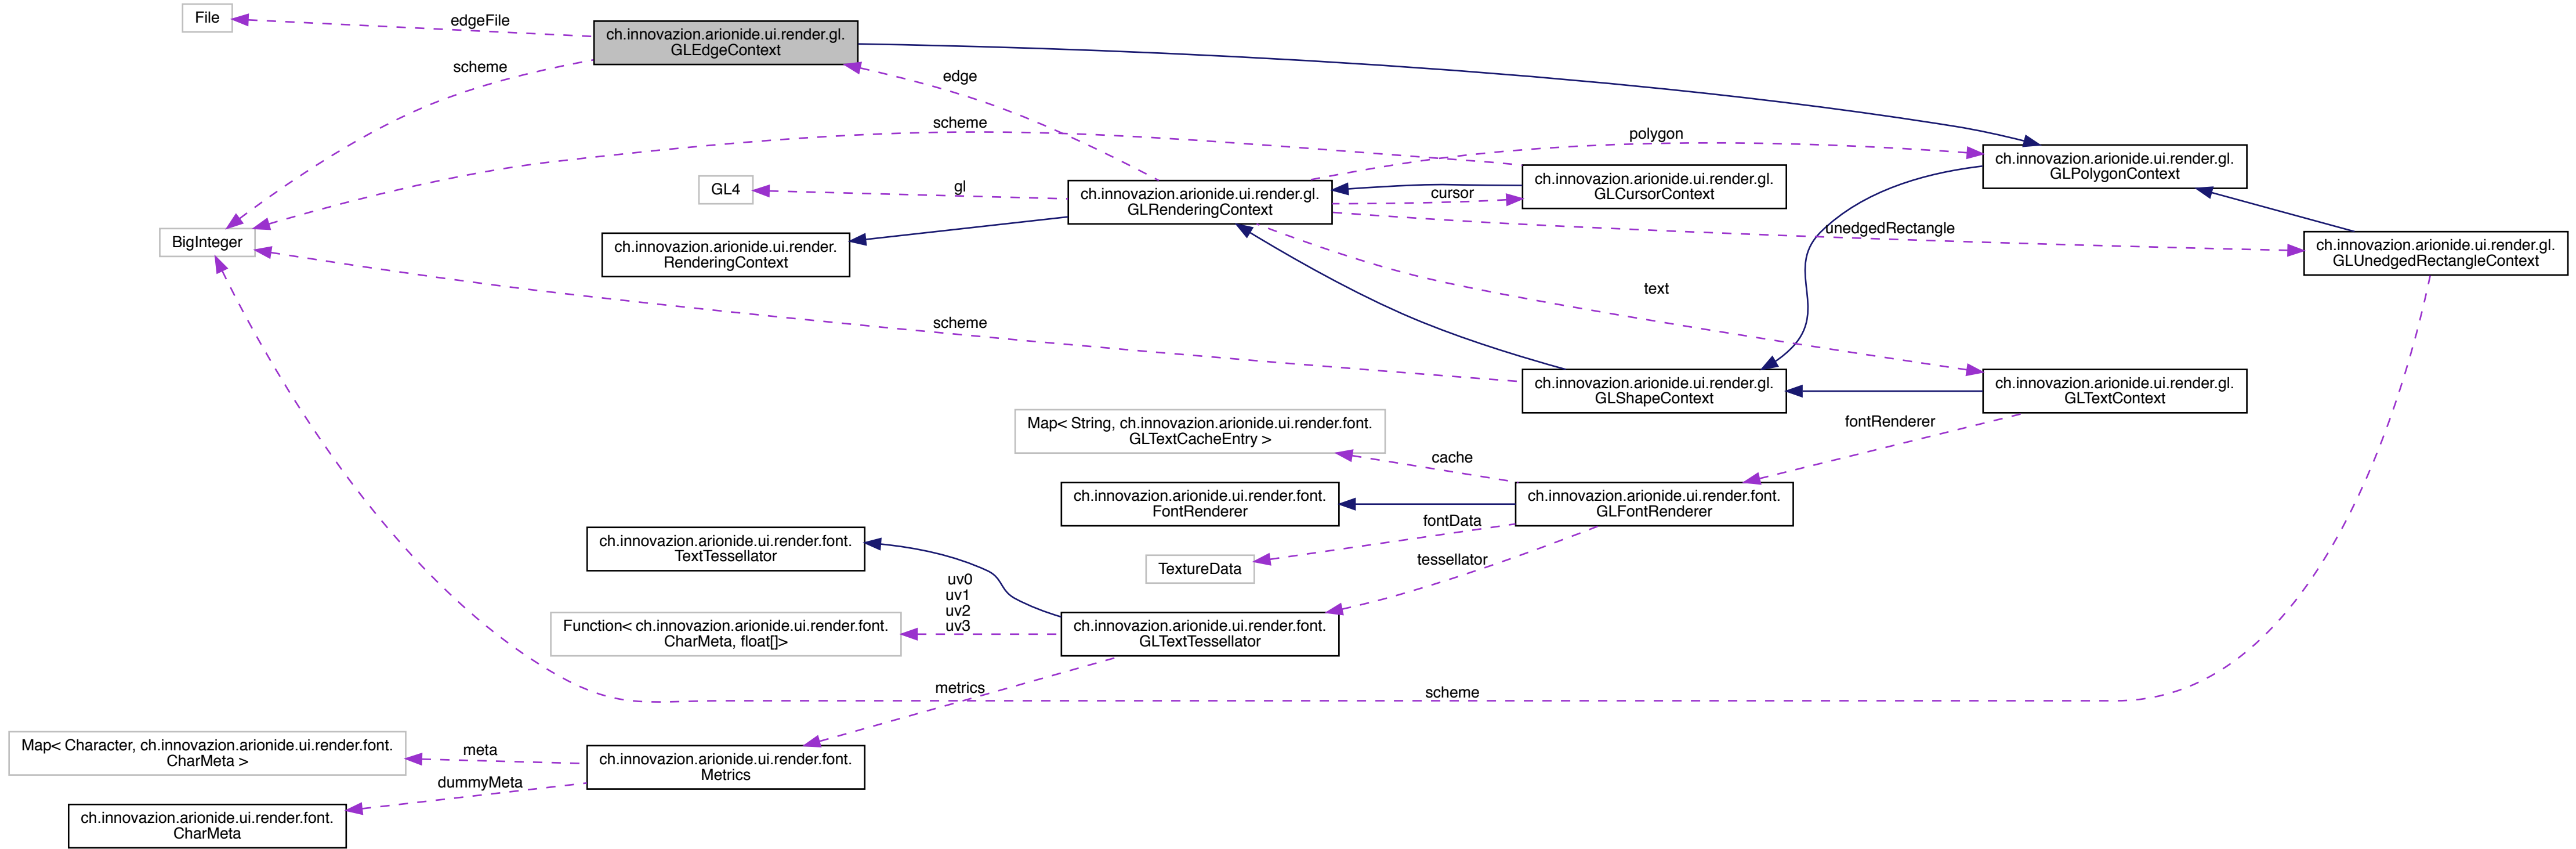 File
edgeFile
ch.innovazion.arionide.ui.render.gl.
GLEdgeContext
scheme
edge
scheme
polygon
ch.innovazion.arionide.ui.render.gl.
GLPolygonContext
GL4
gl
ch.innovazion.arionide.ui.render.gl.
GLRenderingContext
cursor
ch.innovazion.arionide.ui.render.gl.
GLCursorContext
BigInteger
ch.innovazion.arionide.ui.render.
RenderingContext
unedgedRectangle
ch.innovazion.arionide.ui.render.gl.
GLUnedgedRectangleContext
text
scheme
ch.innovazion.arionide.ui.render.gl.
GLShapeContext
ch.innovazion.arionide.ui.render.gl.
GLTextContext
Map< String, ch.innovazion.arionide.ui.render.font.
GLTextCacheEntry >
fontRenderer
cache
ch.innovazion.arionide.ui.render.font.
FontRenderer
ch.innovazion.arionide.ui.render.font.
GLFontRenderer
fontData
ch.innovazion.arionide.ui.render.font.
TextTessellator
TextureData
tessellator
uv0
uv1
uv2
uv3
Function< ch.innovazion.arionide.ui.render.font.
CharMeta, float[]>
ch.innovazion.arionide.ui.render.font.
GLTextTessellator
metrics
scheme
Map< Character, ch.innovazion.arionide.ui.render.font.
CharMeta >
meta
ch.innovazion.arionide.ui.render.font.
Metrics
dummyMeta
ch.innovazion.arionide.ui.render.font.
CharMeta